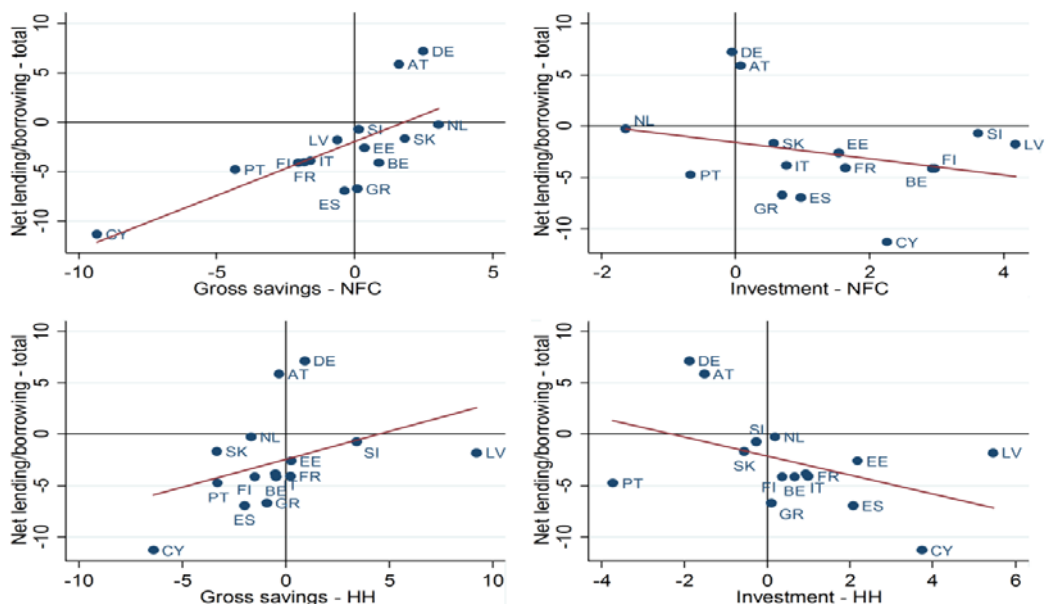 Net lending/borrowing - total
10
5
0
-5
-10
DE
AT
SI
NL
LV
SK
EE
FI
IT
BE
PT
FR
GR
ES
CY
-10
-5
0
5
Gross savings - NFC
Net lending/borrowing - total
10
5
0
-5
-10
DE
AT
NL
SI
LV
SK
EE
IT
FR
FI
BE
PT
GR
ES
CY
-2
0
2
4
Investment - NFC
Net lending/borrowing - total
10
5
0
-5
-10
DE
AT
NL
SI
SK
LV
EE
FR
PT
FI
BE
GR
ES
CY
-5
0
5
10
Gross savings - HH
Net lending/borrowing - total
10
5
0
-5
-10
DE
AT
SI
NL
SK
LV
EE
FR
PT
FI
BE
IT
GR
ES
CY
-4
-2
0
2
4
6
Investment - HH